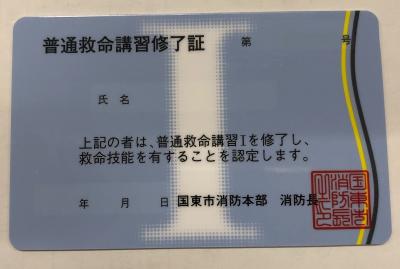 普通救命講習修了証 第 号
氏名
上記の者は、普通救命講習Ⅰを修了し、
救命技能を有することを認定します。
年 月 日 国東市消防本部 消防長
Ⅰ